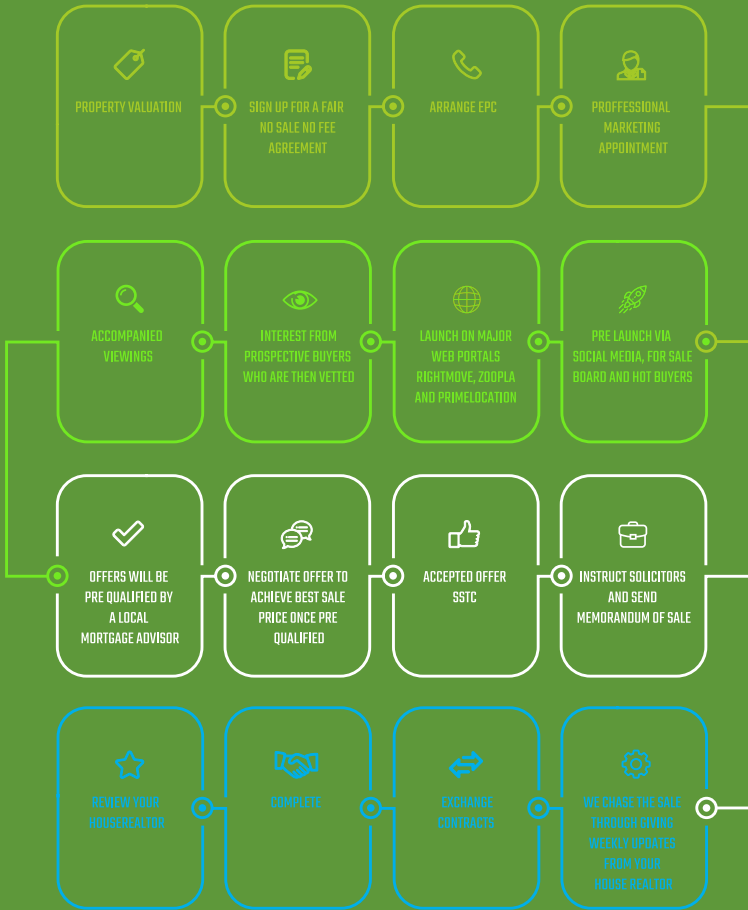 PROPERTY VALUATION
SIGN UP FOR A FAIR
NO SALE NO FEE
AGREEMENT
ARRANGE EPC
PROFFESSIONAL
MARKETING
APPOINTMENT
ACCOMPANIED
VIEWINGS
INTEREST FROM
PROSPECTIVE BUYERS
WHO ARE THEN VETTED
LAUNCH ON MAJOR
WEB PORTALS
RIGHTMOVE, ZOOPLA
AND PRIMELOCATION
PRE LAUNCH VIA
SOCIAL MEDIA, FOR SALE
BOARD AND HOT BUYERS
OFFERS WILL BE
PRE QUALIFIED BY
A LOCAL
MORTGAGE ADVISOR
NEGOTIATE OFFER TO
ACHIEVE BEST SALE
PRICE ONCE PRE
QUALIFIED
ACCEPTED OFFER
SSTC
INSTRUCT SOLICITORS
AND SEND
MEMORANDUM OF SALE
REVIEW YOUR
HOUSEREALTOR
COMPLETE
EXCHANGE
CONTRACTS
WE CHASE THE SALE
THROUGH GIVING
WEEKLY UPDATES
FROM YOUR
HOUSE REALTOR